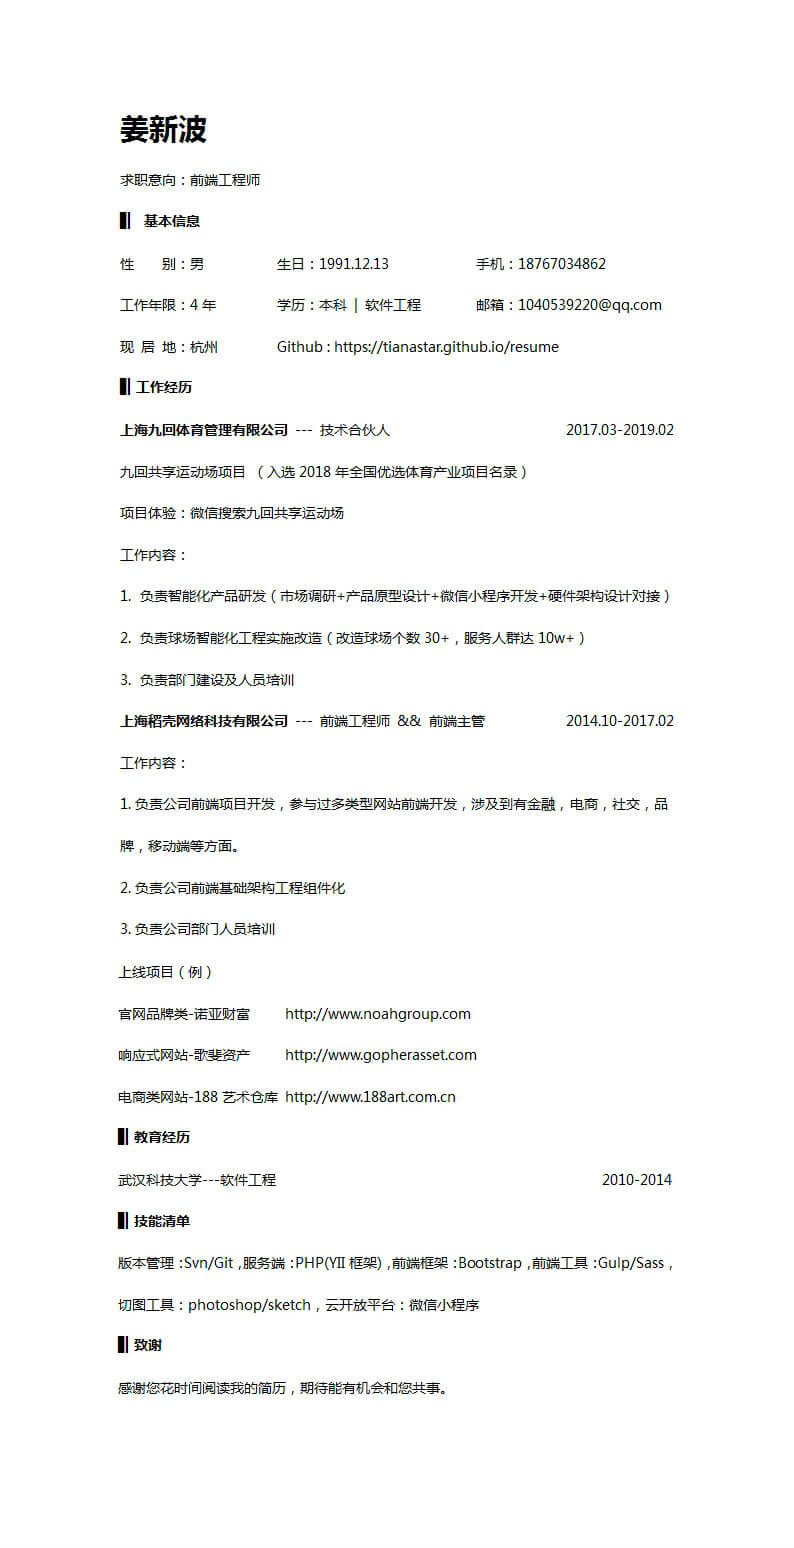 姜新波
求职意向：前端工程师
基本信息
性 别：男 生日：1991.12.13 手机：18767034862
工作年限：4 年 学历：本科 | 软件工程 邮箱：1040539220@qq.com
现 居 地：杭州 Github : https://tianastar.github.io/resume
工作经历
上海九回体育管理有限公司 --- 技术合伙人 2017.03-2019.02
九回共享运动场项目 （入选 2018 年全国优选体育产业项目名录）
项目体验：微信搜索九回共享运动场
工作内容：
1. 负责智能化产品研发（市场调研+产品原型设计+微信小程序开发+硬件架构设计对接）
2. 负责球场智能化工程实施改造（改造球场个数 30+，服务人群达 10w+）
3. 负责部门建设及人员培训
上海稻壳网络科技有限公司 --- 前端工程师 && 前端主管 2014.10-2017.02
工作内容：
1. 负责公司前端项目开发，参与过多类型网站前端开发，涉及到有金融，电商，社交，品
牌，移动端等方面。
2. 负责公司前端基础架构工程组件化
3. 负责公司部门人员培训
上线项目（例）
官网品牌类-诺亚财富 http://www.noahgroup.com
响应式网站-歌斐资产 http://www.gopherasset.com
电商类网站-188 艺术仓库 http://www.188art.com.cn
教育经历
武汉科技大学---软件工程 2010-2014
技能清单
版本管理：Svn/Git，服务端：PHP(YII 框架)，前端框架：Bootstrap，前端工具：Gulp/Sass，
切图工具：photoshop/sketch，云开放平台：微信小程序
致谢
感谢您花时间阅读我的简历，期待能有机会和您共事。